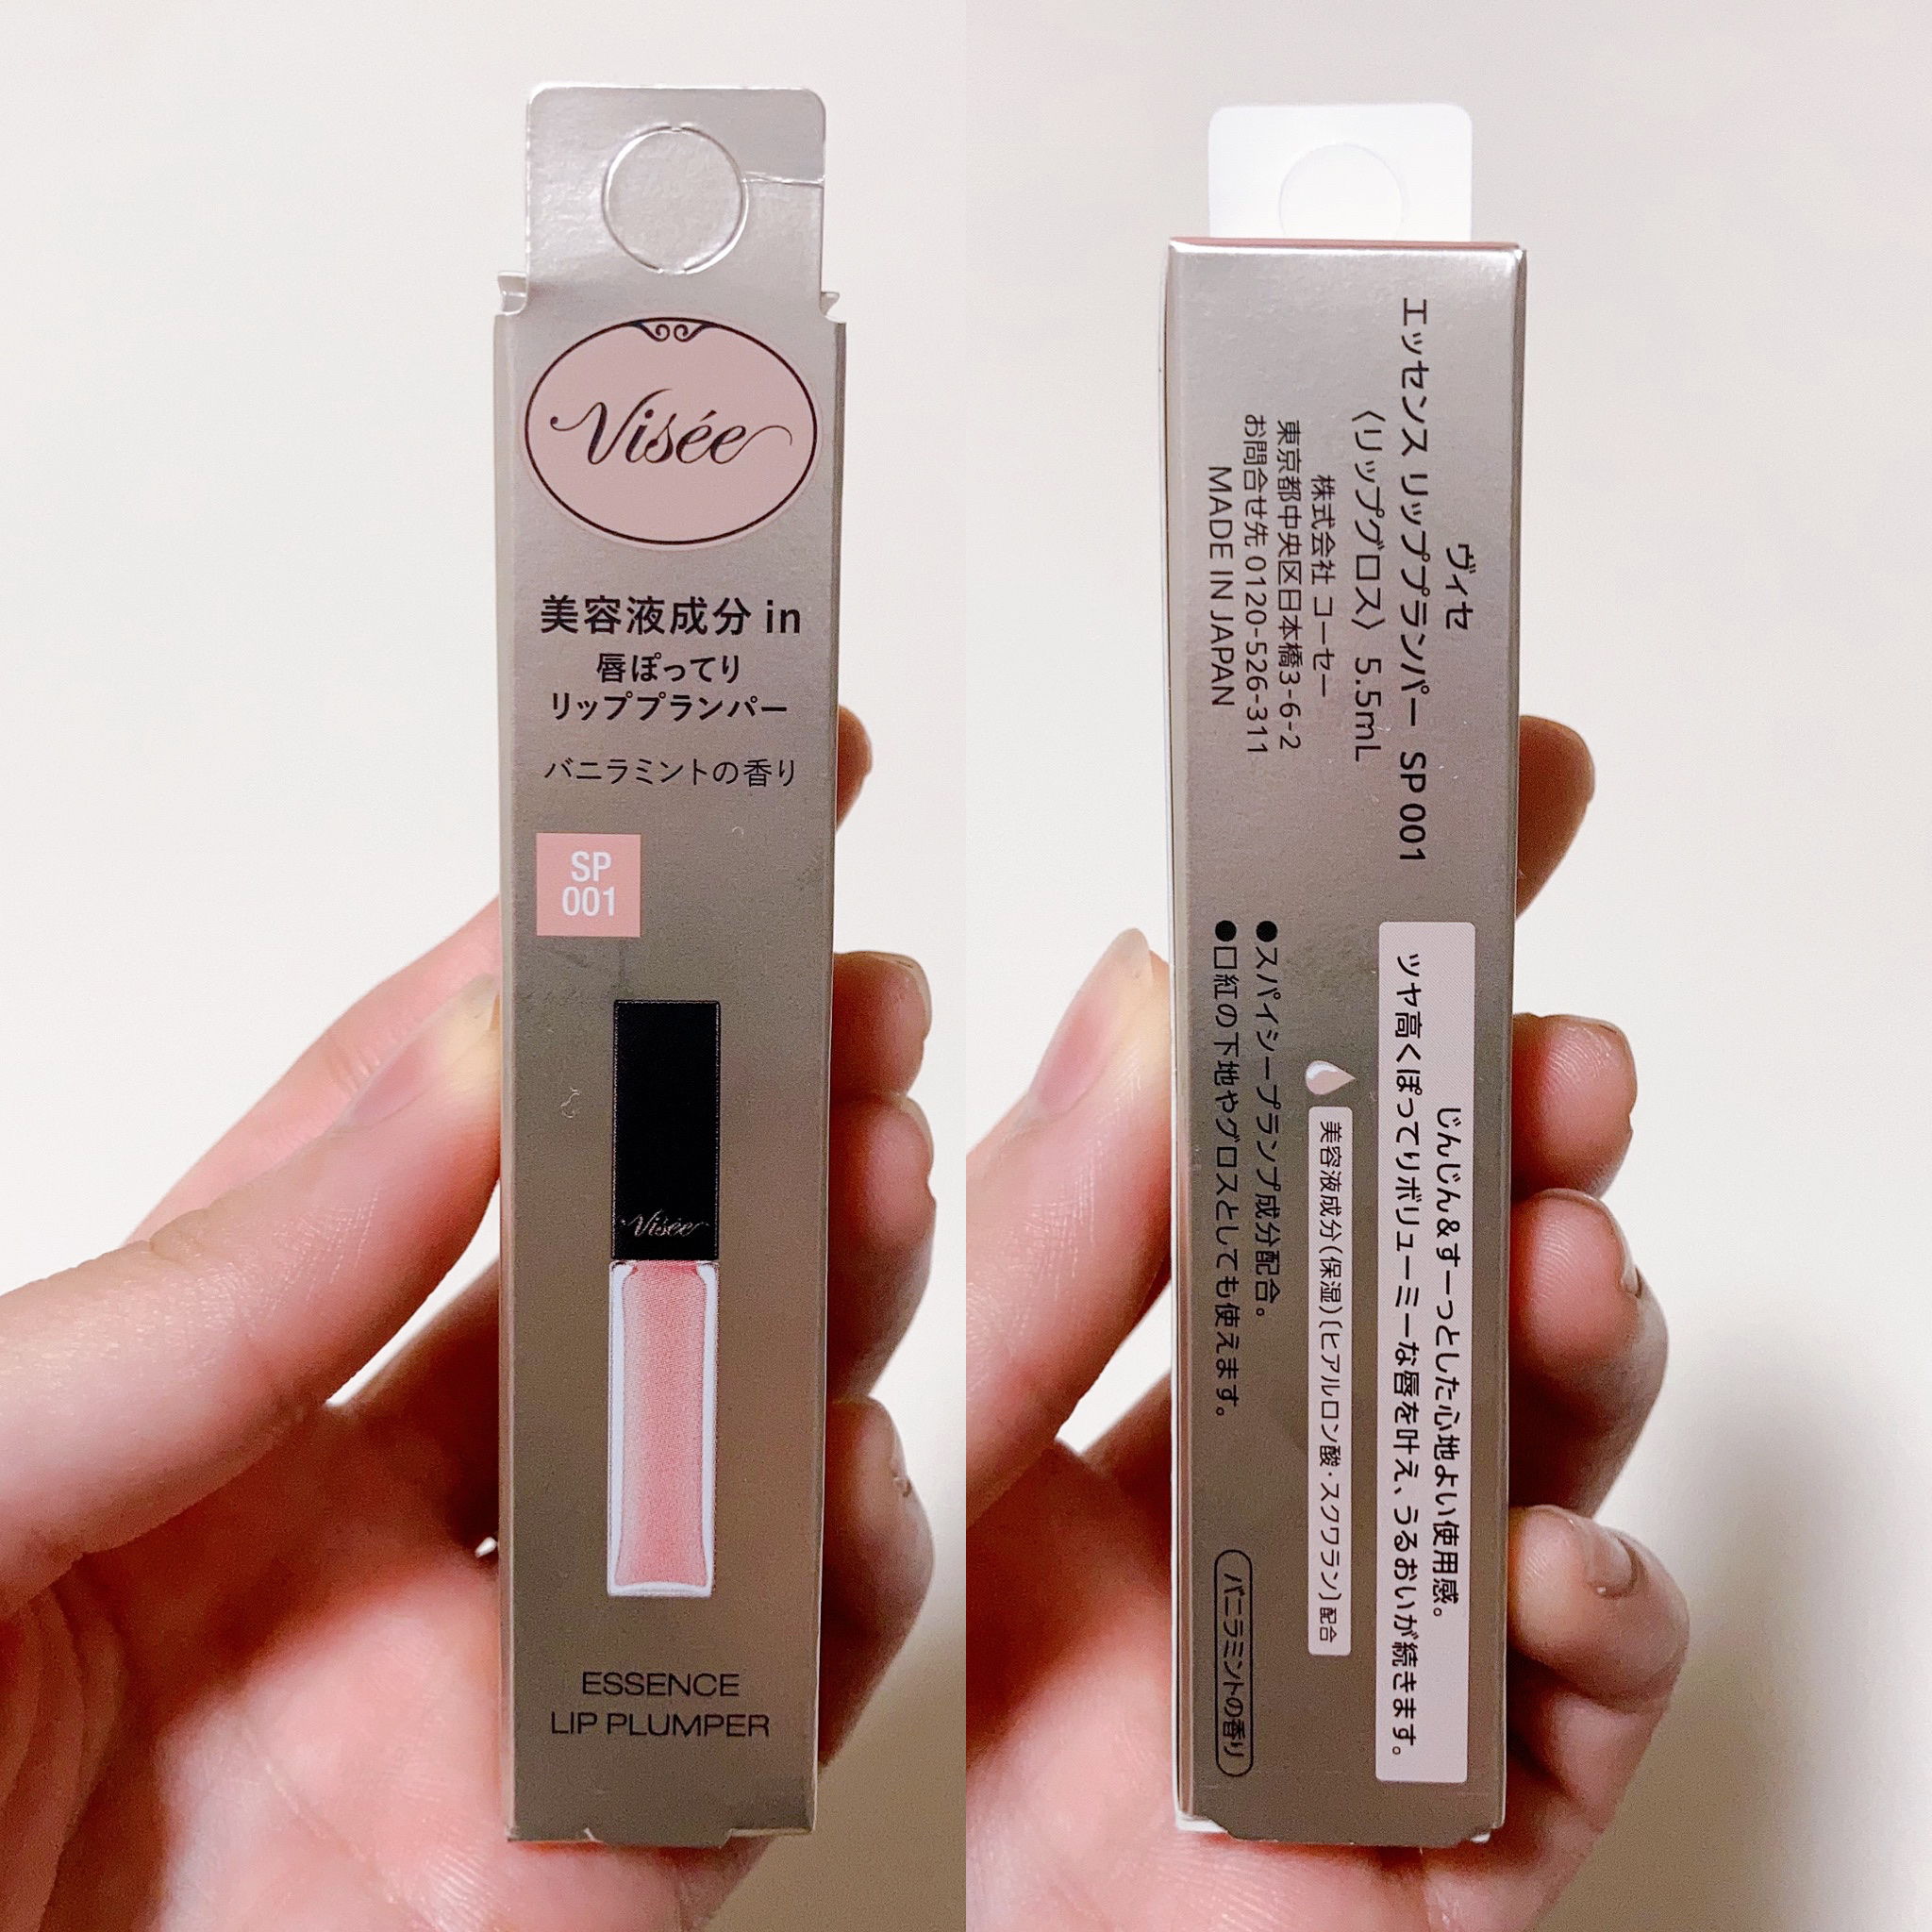 Visée
美容液成分 in
唇ぽってり
リッププランパー
バニラミントの香り
SP
001
Visée
ESSENCE
LIP PLUMPER
ヴィセ
エッセンス リッププランパー SP 001
〈リップグロス〉 5.5mL
株式会社 コーセー
東京都中央区日本橋3-6-2
お問合せ先 0120-526-311
MADE IN JAPAN
じんじん&すーっとした心地よい使用感。
ツヤ高くぽってりボリューミーな唇を叶え、うるおいが続きます。
美容液成分(保湿)〔ヒアルロン酸・スクワラン〕配合
●スパイシープランプ成分配合。
●口紅の下地やグロスとしても使えます。
バニラミントの香り